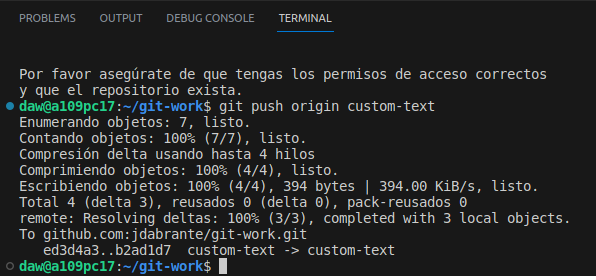 PROBLEMS OUTPUT DEBUG CONSOLE TERMINAL
Por favor asegúrate de que tengas los permisos de acceso correctos
y que el repositorio exista.
daw@a109pc17:~/git-work$ git push origin custom-text
Enumerando objetos: 7, listo.
Contando objetos: 100% (7/7), listo.
Compresión delta usando hasta 4 hilos
Comprimiendo objetos: 100% (4/4), listo.
Escribiendo objetos: 100% (4/4), 394 bytes | 394.00 KiB/s, listo.
Total 4 (delta 3), reusados 0 (delta 0), pack-reusados 0
remote: Resolving deltas: 100% (3/3), completed with 3 local objects.
To github.com:jdabrante/git-work.git
ed3d4a3..b2ad1d7 custom-text -> custom-text
daw@a109pc17:~/git-work$